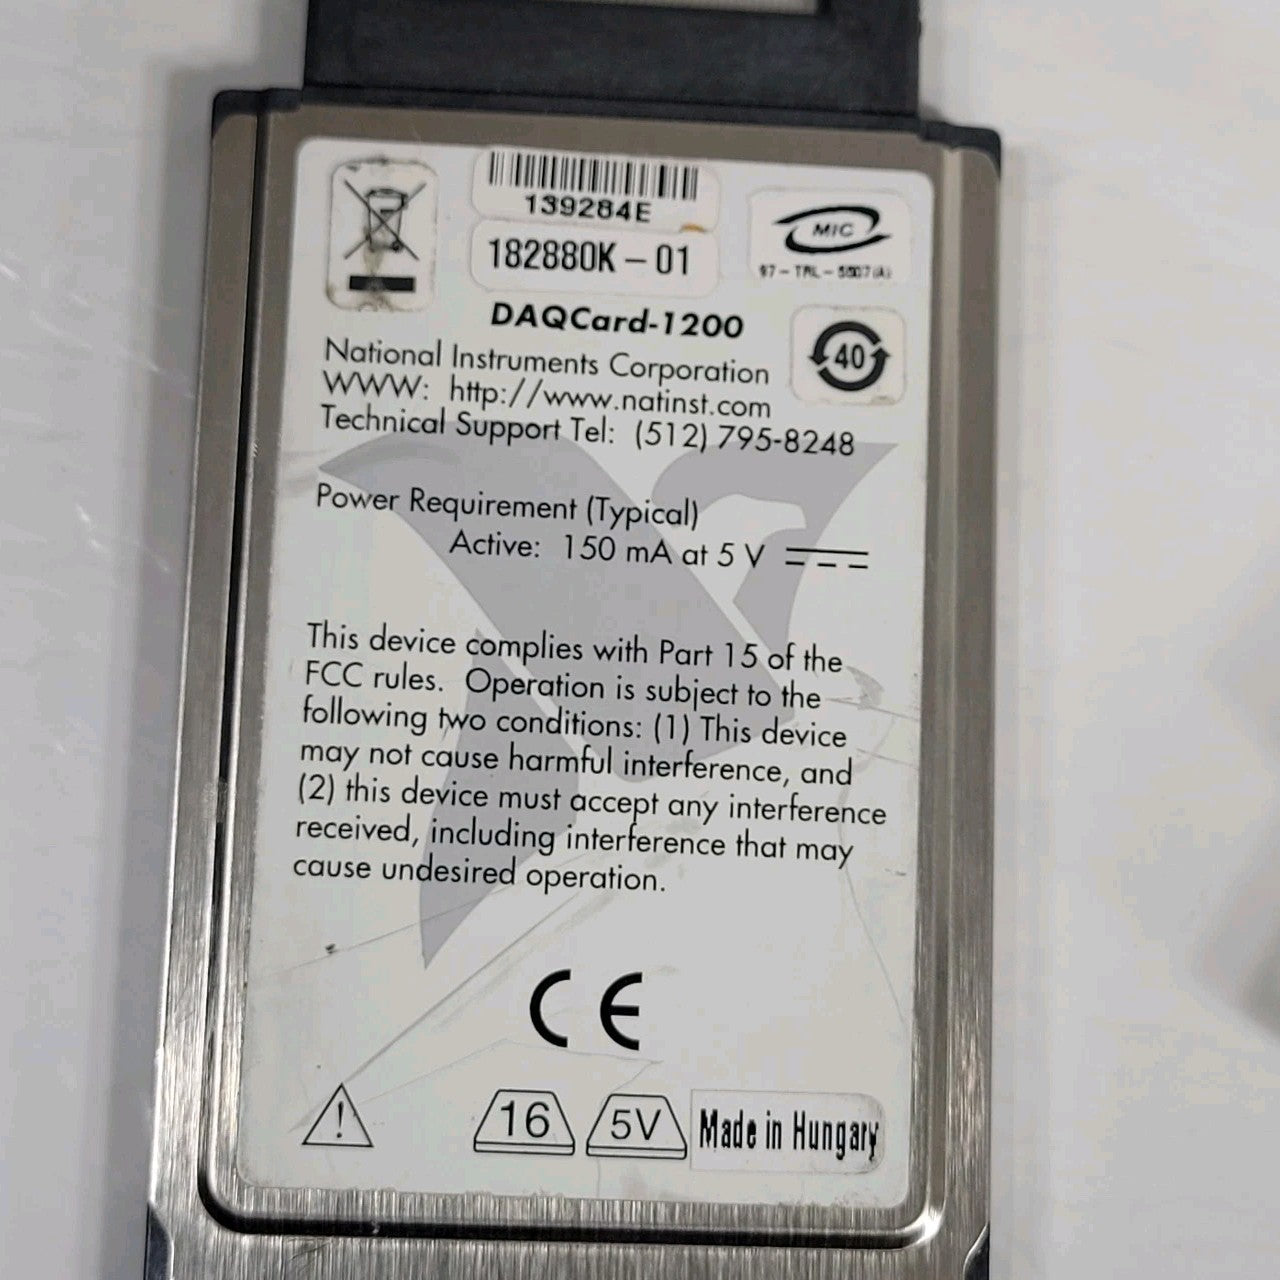 139284E
182880K – 01
MIC
DAQCard-1200
40
National Instruments Corporation
WWW: http://www.natinst.com
Technical Support Tel: (512) 795-8248
Power Requirement (Typical)
Active: 150 mA at 5 V
This device complies with Part 15 of the
FCC rules. Operation is subject to the
following two conditions: (1) This device
may not cause harmful interference, and
(2) this device must accept any interference
received, including interference that may
cause undesired operation.
CE
!
16
5V
Made in Hungary